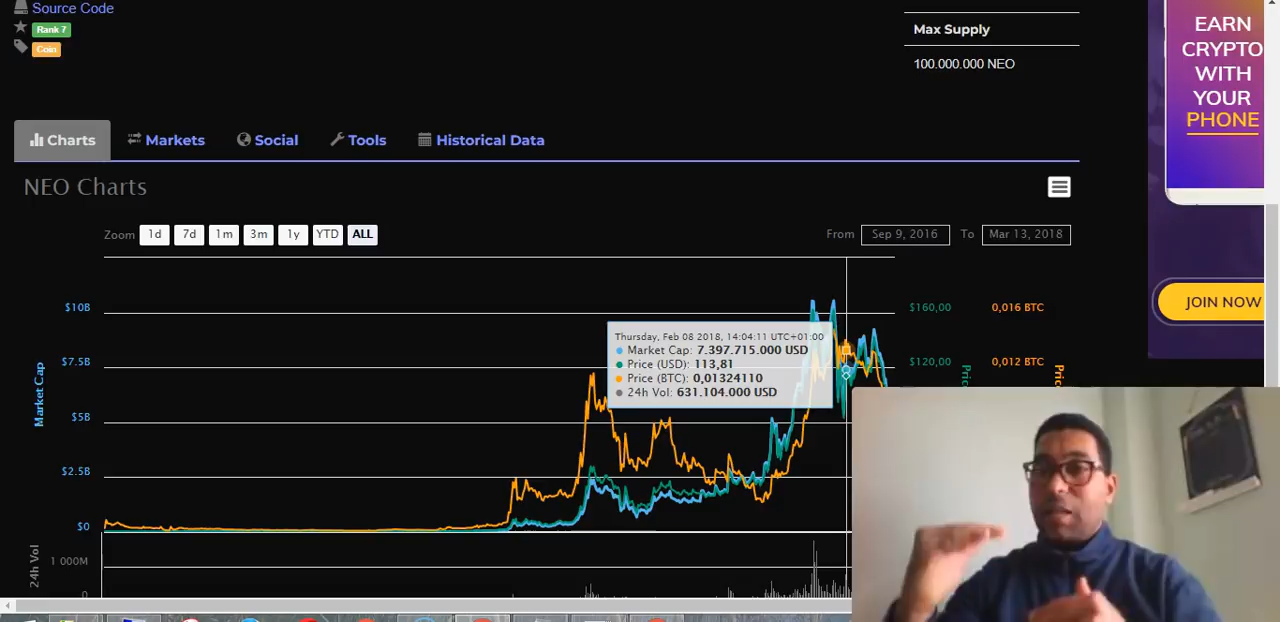 Source Code
Rank 7
Coin
Max Supply
100.000.000 NEO
EARN
CRYPTO
WITH
YOUR
PHONE
JOIN NOW
Charts
Markets
Social
Tools
Historical Data
NEO Charts
Zoom 1d 7d 1m 3m 1y YTD ALL
From Sep 9, 2016 To Mar 13, 2018
$10B
$7.5B
$5B
$2.5B
$0
Market Cap
$160,00
$120,00
0,016 BTC
0,012 BTC
Thursday, Feb 08 2018, 14:04:11 UTC+01:00
Market Cap: 7.397.715.000 USD
Price (USD): 113,81
Price (BTC): 0,01324110
24h Vol: 631.104.000 USD
24h Vol
1 000M
0